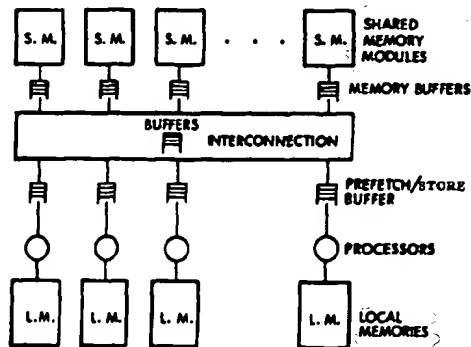 S. M. S. M. S. M. . . . S. M.
SHARED
MEMORY
MODULES
MEMORY BUFFERS
BUFFERS
INTERCONNECTION
PREFETCH/STORE
BUFFER
PROCESSORS
L. M. L. M. L. M. L. M.
LOCAL
MEMORIES